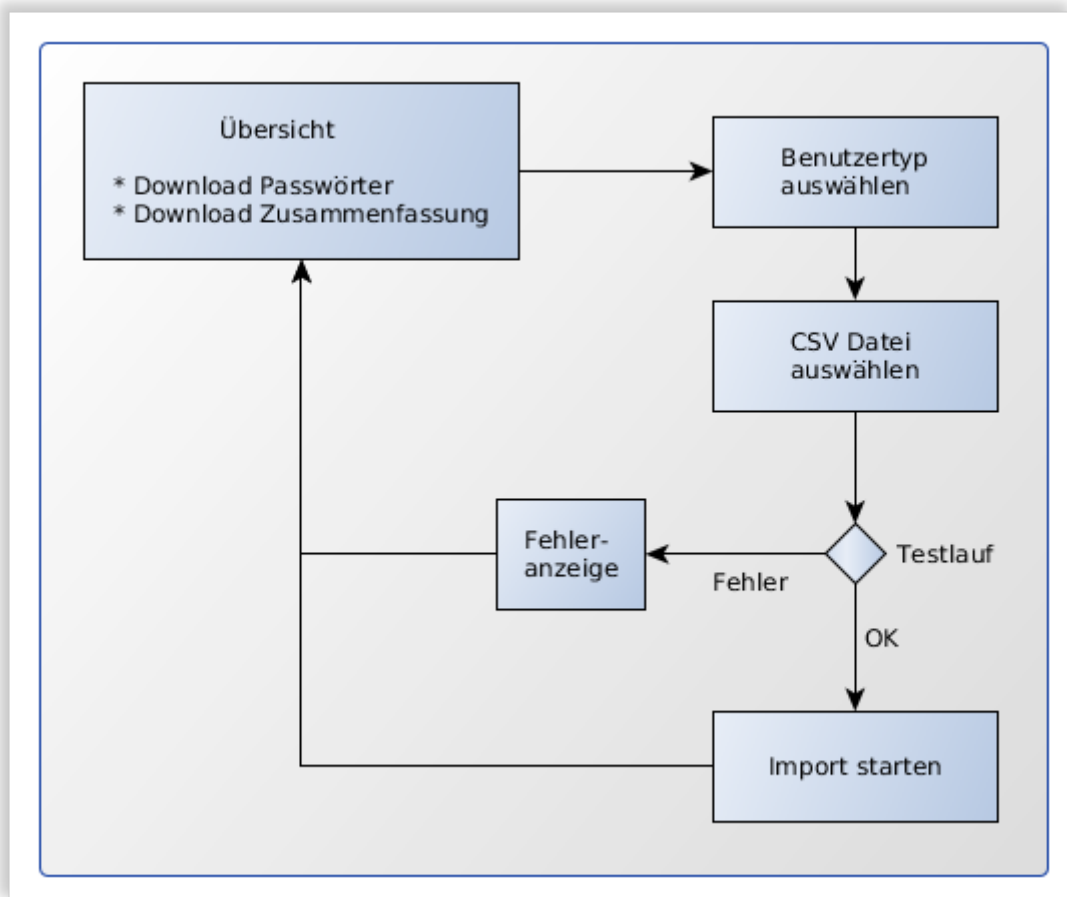 Übersicht
* Download Passwörter
* Download Zusammenfassung
Benutzertyp
auswählen
CSV Datei
auswählen
Fehler-
anzeige
Fehler
Testlauf
OK
Import starten